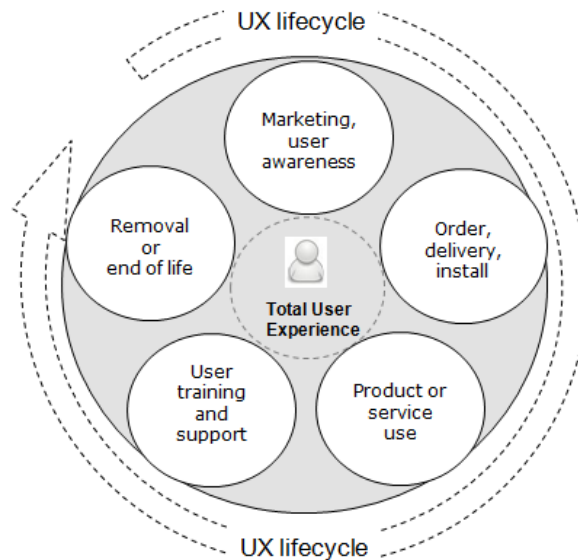 UX lifecycle
Marketing,
user
awareness
Order,
delivery,
install
Product or
service
use
User
training
and
support
Removal
or
end of life
Total User
Experience
UX lifecycle